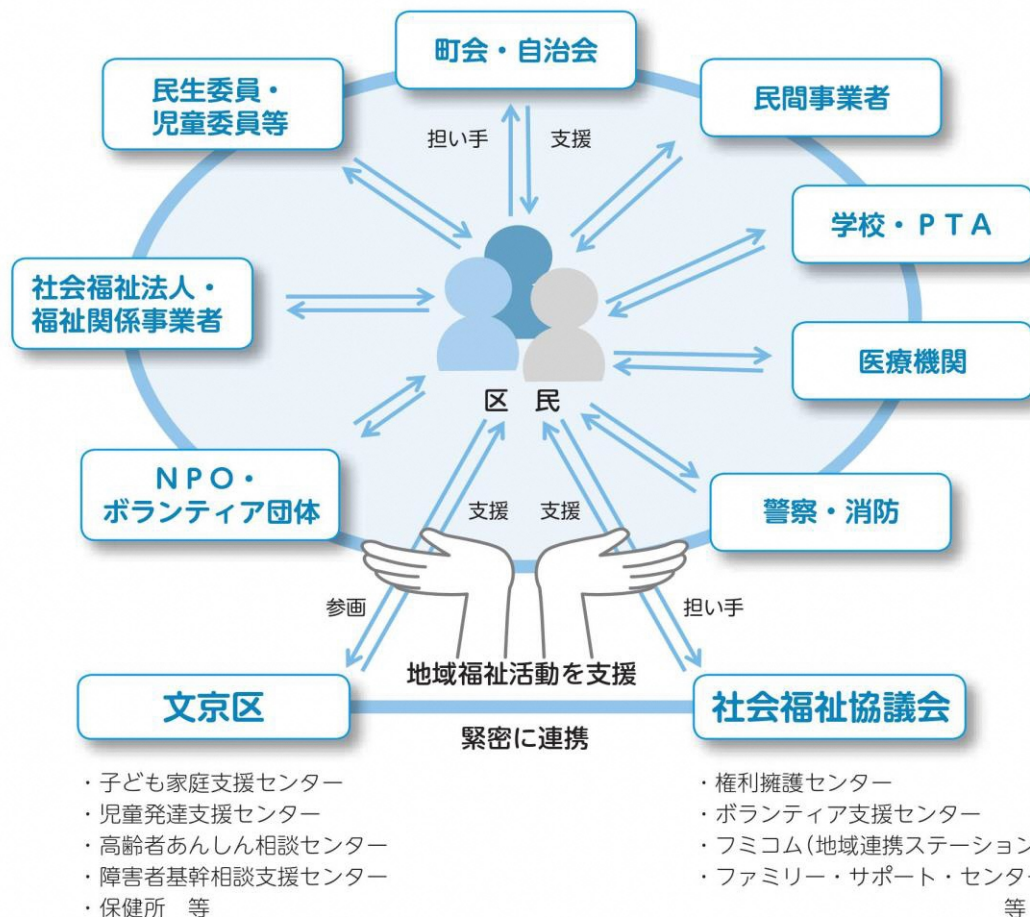 町会・自治会
民生委員・
児童委員等
民間事業者
担い手
支援
学校・ＰＴＡ
社会福祉法人・
福祉関係事業者
医療機関
区 民
ＮＰＯ・
ボランティア団体
警察・消防
支援
支援
参画
担い手
地域福祉活動を支援
文京区
社会福祉協議会
緊密に連携
・子ども家庭支援センター
・児童発達支援センター
・高齢者あんしん相談センター
・障害者基幹相談支援センター
・保健所　等
・権利擁護センター
・ボランティア支援センター
・フミコム（地域連携ステーション
・ファミリー・サポート・センター
等